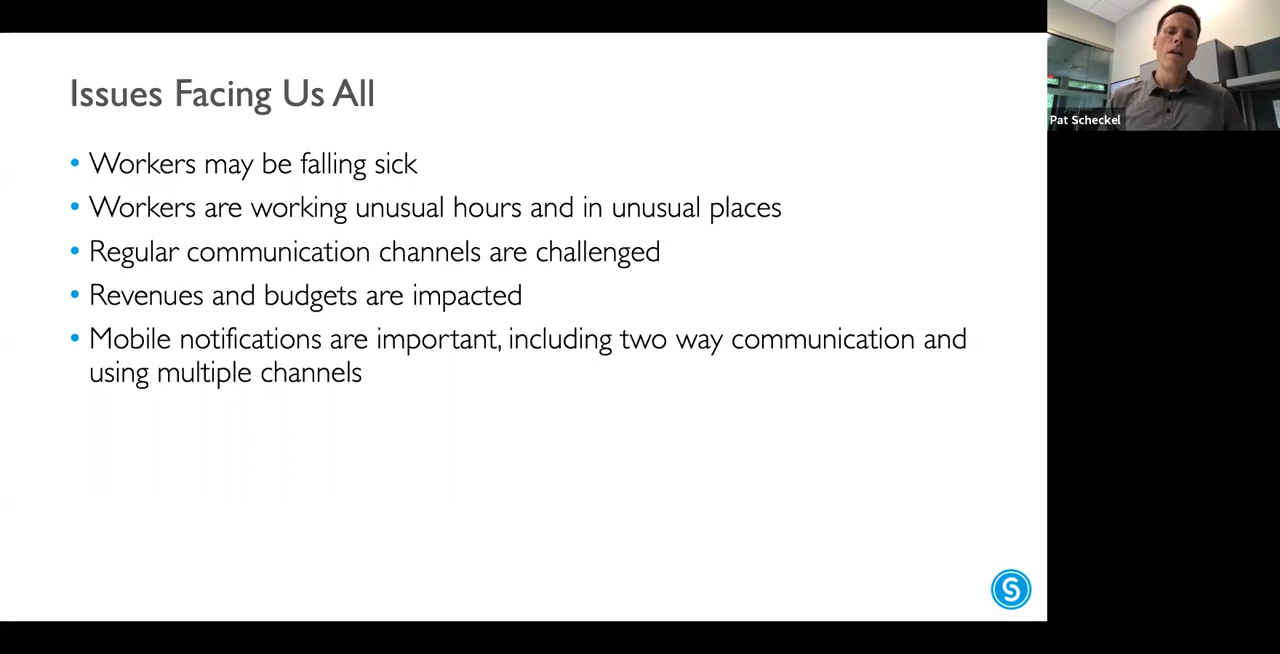 Issues Facing Us All
• Workers may be falling sick
• Workers are working unusual hours and in unusual places
• Regular communication channels are challenged
• Revenues and budgets are impacted
• Mobile notifications are important, including two way communication and
using multiple channels
S
Pat Scheckel